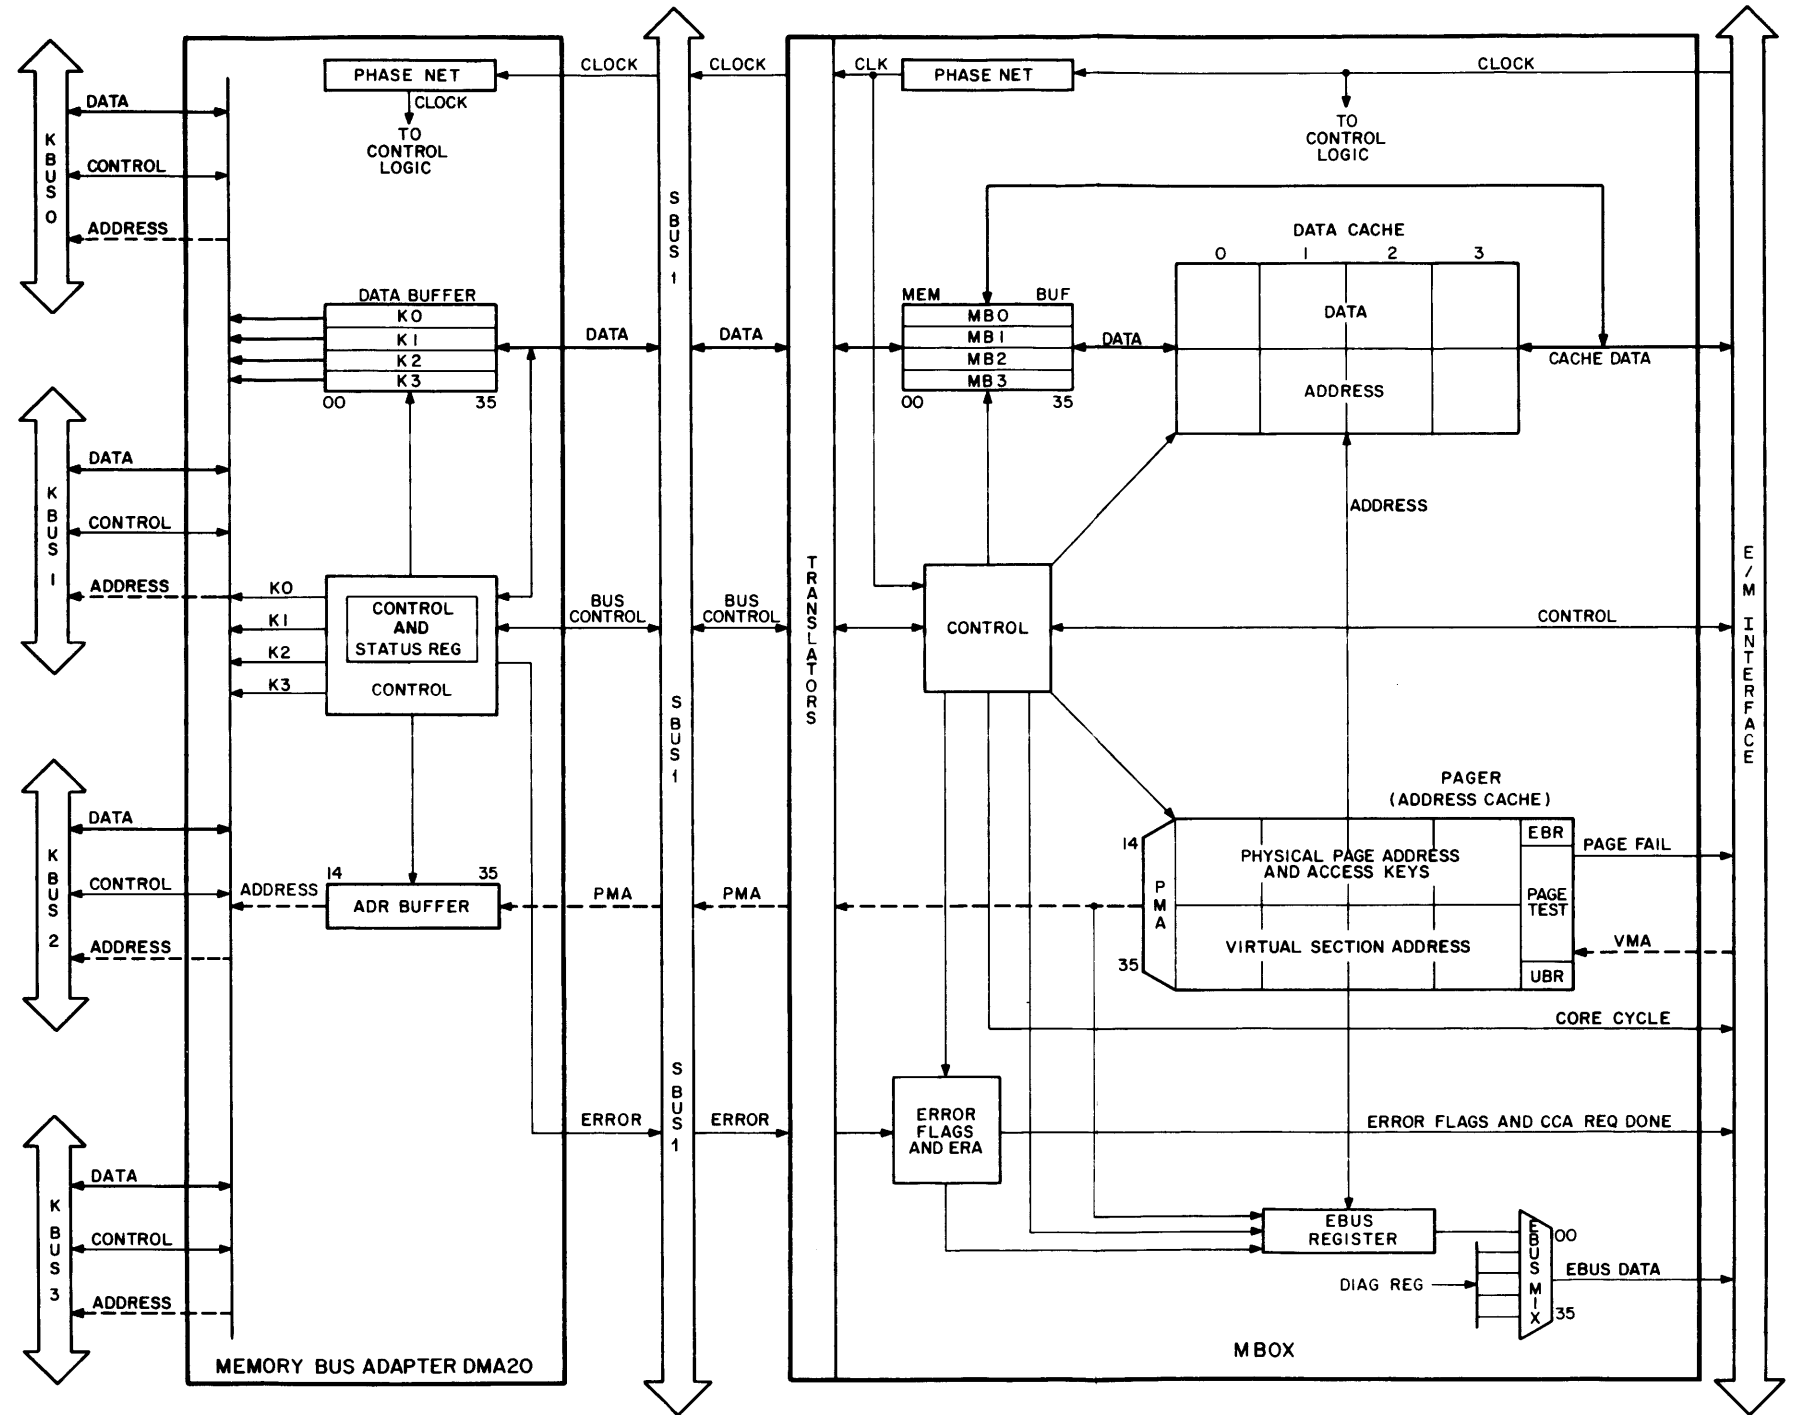 K BUS 0
DATA
CONTROL
ADDRESS
K BUS 1
DATA
CONTROL
ADDRESS
K BUS 2
DATA
CONTROL
ADDRESS
K BUS 3
DATA
CONTROL
ADDRESS
PHASE NET
CLOCK
TO
CONTROL
LOGIC
DATA BUFFER
K0
K1
K2
K3
00 35
K0
K1
K2
K3
CONTROL
AND
STATUS REG
CONTROL
14 35
ADDRESS
ADR BUFFER
MEMORY BUS ADAPTER DMA20
CLOCK
DATA
BUS
CONTROL
PMA
ERROR
S BUS 1
S BUS 1
S BUS 1
CLOCK
DATA
BUS
CONTROL
PMA
ERROR
TRANSLATORS
CLK
PHASE NET
CLOCK
TO
CONTROL
LOGIC
DATA CACHE
0 1 2 3
MEM BUF
MB0
MB1
MB2
MB3
00 35
DATA
DATA
ADDRESS
CACHE DATA
ADDRESS
CONTROL
CONTROL
PAGER
(ADDRESS CACHE)
14
PMA
35
PHYSICAL PAGE ADDRESS
AND ACCESS KEYS
VIRTUAL SECTION ADDRESS
EBR
PAGE
TEST
UBR
PAGE FAIL
VMA
CORE CYCLE
ERROR
FLAGS
AND ERA
ERROR FLAGS AND CCA REQ DONE
EBUS
REGISTER
DIAG REG
EBUS MIX
00
35
EBUS DATA
MBOX
E/M INTERFACE